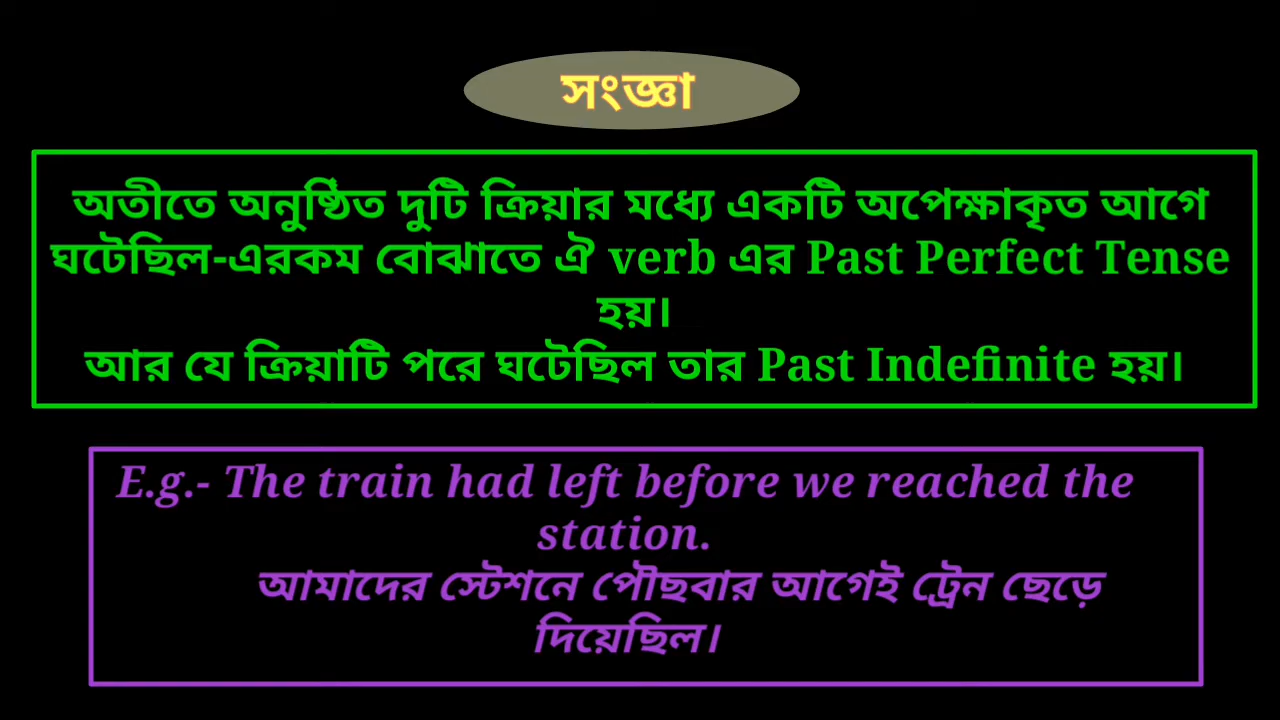 সংজ্ঞা
অতীতে অনুষ্ঠিত দুটি ক্রিয়ার মধ্যে একটি অপেক্ষাকৃত আগে
ঘটেছিল-এরকম বোঝাতে ঐ verb এর Past Perfect Tense
হয়।
আর যে ক্রিয়াটি পরে ঘটেছিল তার Past Indefinite হয়।
E.g.- The train had left before we reached the
station.
আমাদের স্টেশনে পৌছবার আগেই ট্রেন ছেড়ে
দিয়েছিল।